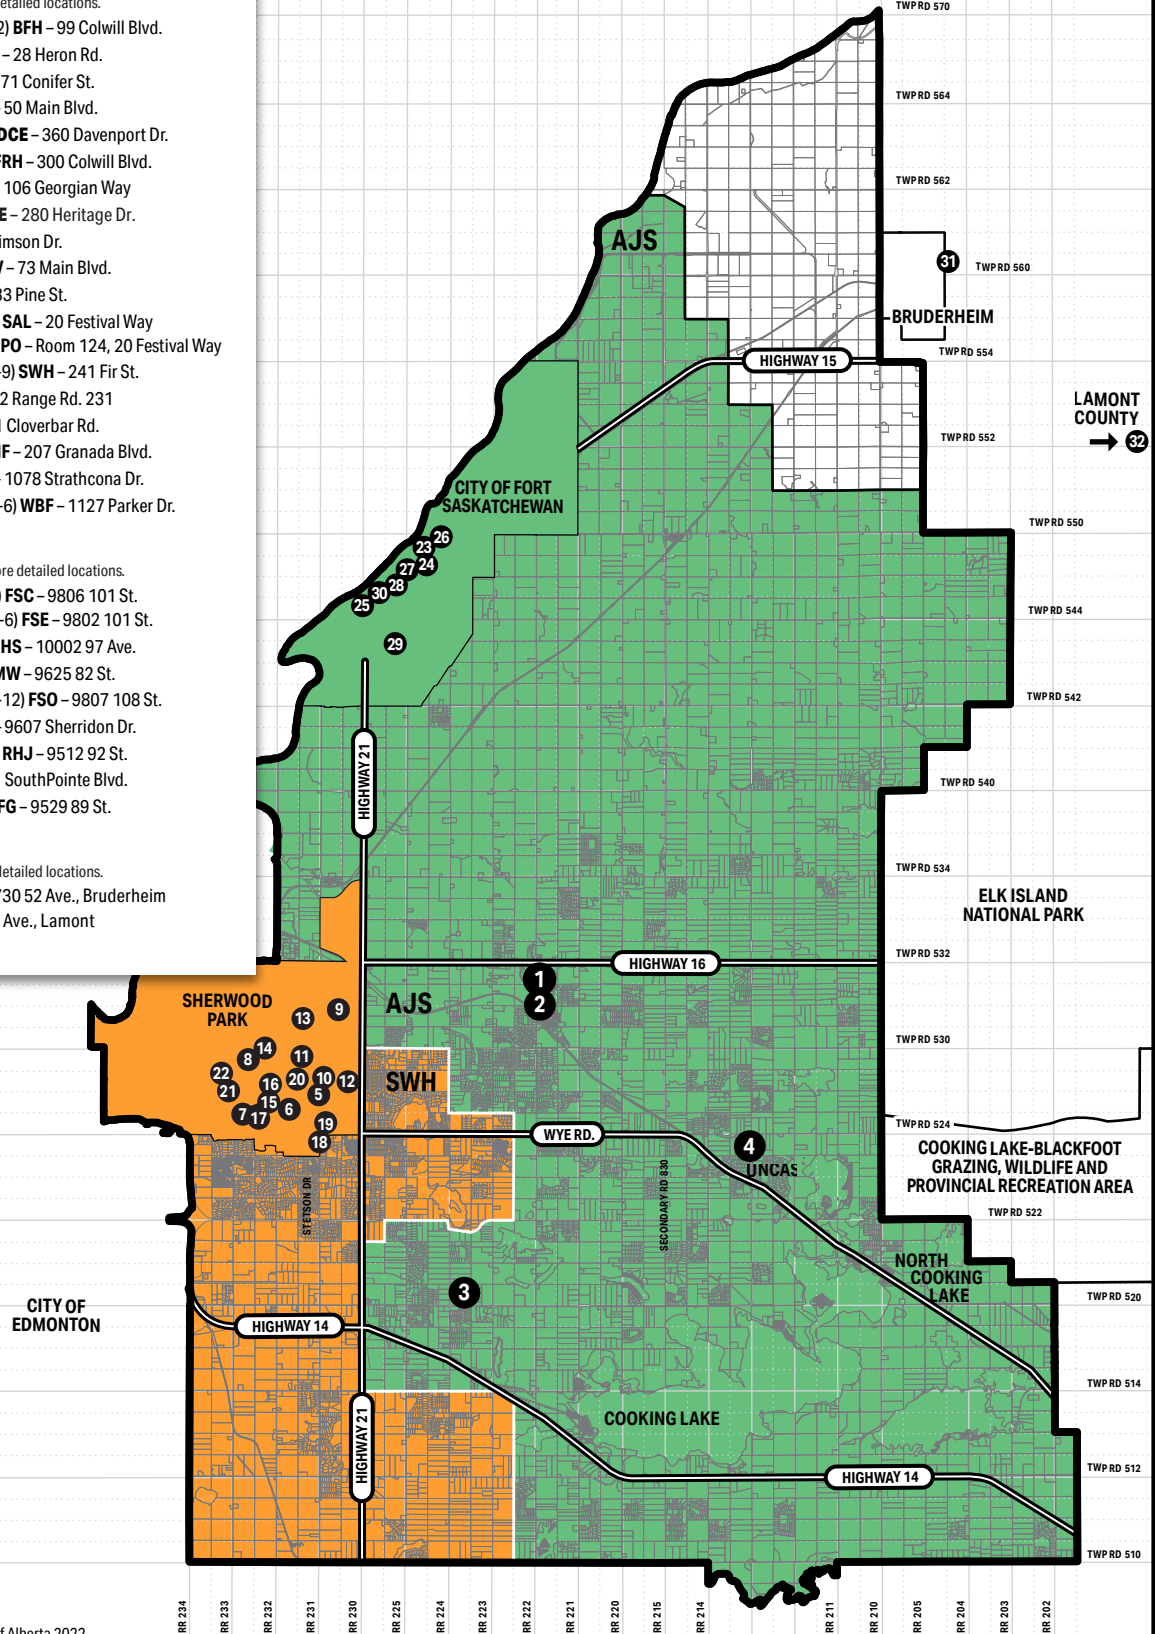 detailed locations.
2) BFH – 99 Colwill Blvd.
– 28 Heron Rd.
71 Conifer St.
50 Main Blvd.
DCE – 360 Davenport Dr.
FRH – 300 Colwill Blvd.
106 Georgian Way
E – 280 Heritage Dr.
imson Dr.
V – 73 Main Blvd.
33 Pine St.
SAL – 20 Festival Way
PO – Room 124, 20 Festival Way
-9) SWH – 241 Fir St.
2 Range Rd. 231
1 Cloverbar Rd.
IF – 207 Granada Blvd.
- 1078 Strathcona Dr.
-6) WBF – 1127 Parker Dr.
ore detailed locations.
) FSC – 9806 101 St.
-6) FSE – 9802 101 St.
HS – 10002 97 Ave.
MW – 9625 82 St.
-12) FSO – 9807 108 St.
– 9607 Sherridon Dr.
RHJ – 9512 92 St.
SouthPointe Blvd.
FG – 9529 89 St.
detailed locations.
730 52 Ave., Bruderheim
Ave., Lamont
TWP RD 570
TWP RD 564
TWP RD 562
AJS
31
TWP RD 560
BRUDERHEIM
TWP RD 554
HIGHWAY 15
LAMONT
COUNTY
32
TWP RD 552
CITY OF FORT
SASKATCHEWAN
TWP RD 550
26
23
24
27
28
30
25
TWP RD 544
29
TWP RD 542
HIGHWAY 21
TWP RD 540
TWP RD 534
ELK ISLAND
NATIONAL PARK
TWP RD 532
HIGHWAY 16
1
2
SHERWOOD
PARK
AJS
9
13
TWP RD 530
14
8
11
22
21
16
20
10
12
SWH
5
15
7
17
6
19
18
WYE RD.
TWP RD 524
4
UNCAS
COOKING LAKE-BLACKFOOT
GRAZING, WILDLIFE AND
PROVINCIAL RECREATION AREA
STETSON DR
SECONDARY RD 830
TWP RD 522
NORTH
COOKING
LAKE
3
TWP RD 520
CITY OF
EDMONTON
HIGHWAY 14
TWP RD 514
HIGHWAY 21
COOKING LAKE
TWP RD 512
HIGHWAY 14
TWP RD 510
RR 234
RR 233
RR 232
RR 231
RR 230
RR 225
RR 224
RR 223
RR 222
RR 221
RR 220
RR 215
RR 214
RR 211
RR 210
RR 205
RR 204
RR 203
RR 202
of Alberta 2022